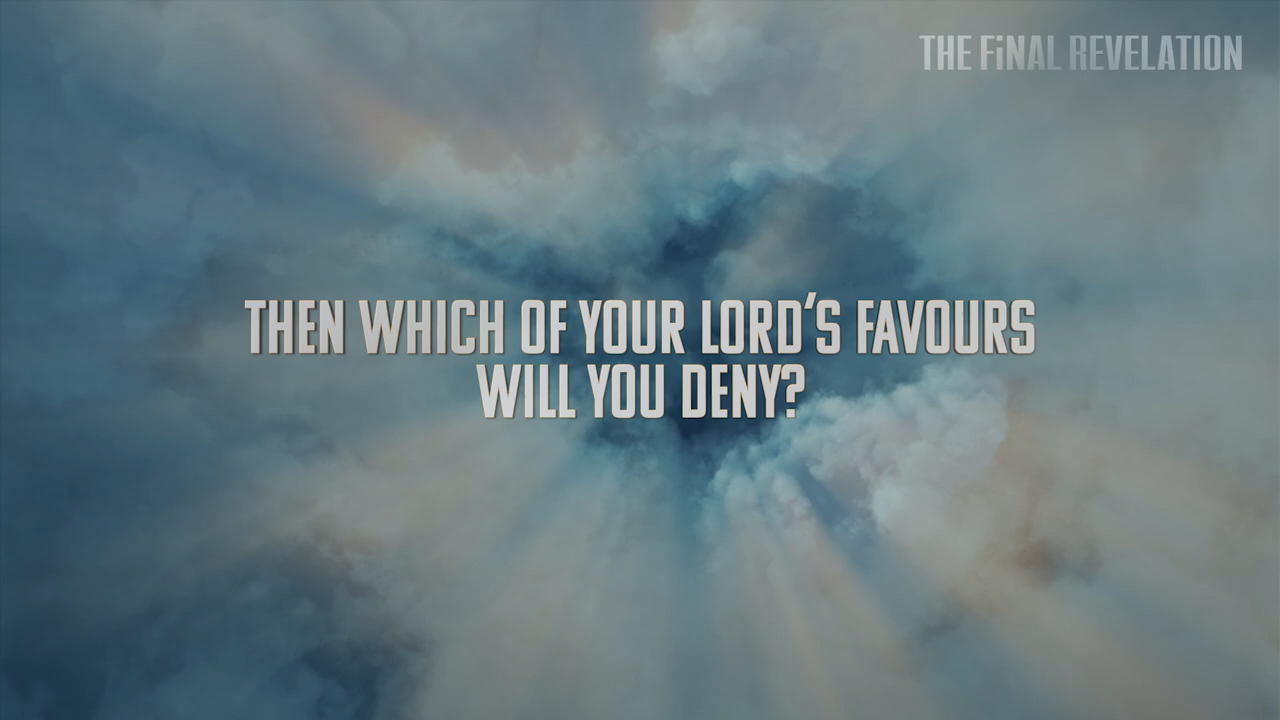 THE FiNAL REVELATION
THEN WHICH OF YOUR LORD'S FAVOURS
WILL YOU DENY?